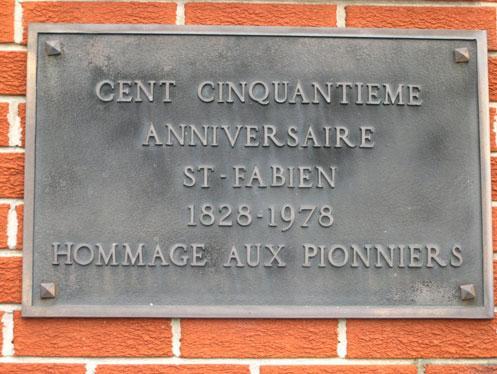 CENT CINQUANTIEME
ANNIVERSAIRE
ST-FABIEN
1828-1978
HOMMAGE AUX PIONNIERS